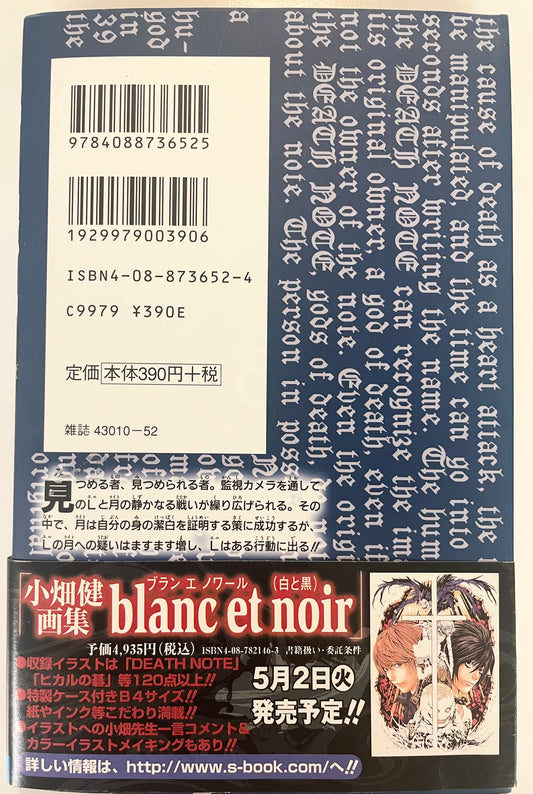 the cause of death as a heart attack
be manipulated and the time can go into
seconds after writing the name. The hum
DEATH NOTE can recognize the im
its original owner, a god of death,
not the owner of the note. Even the origi
DEATH NOTE, gods of death,
about the note. The person in posse
hu-
god
in
39
9784088736525
1929979003906
ISBN4-08-873652-4
C9979 ¥390E
定価 本体390円+税
雑誌 43010-52
見つめる者、見つめられる者。監視カメラを通して
のLと月の静かなる戦いが繰り広げられる。その
中で、月は自分の身の潔白を証明する策に成功するが、
Lの月への疑いはますます増し、Lはある行動に出る!!
「小畑健画集 blanc et noir」
ブラン エ ノワール (白と黒)
予価4,935円(税込) ISBN4-08-782146-3 書籍扱い・委託条件
●収録イラストは「DEATH NOTE」
「ヒカルの碁」等120点以上!!
●特製ケース付きB4サイズ!!
紙やインク等こだわり満載!!
●イラストへの小畑先生一言コメント&
カラーイラストメイキングもあり!!
5月2日火
発売予定!!
詳しい情報は、http://www.s-book.com/へ!!